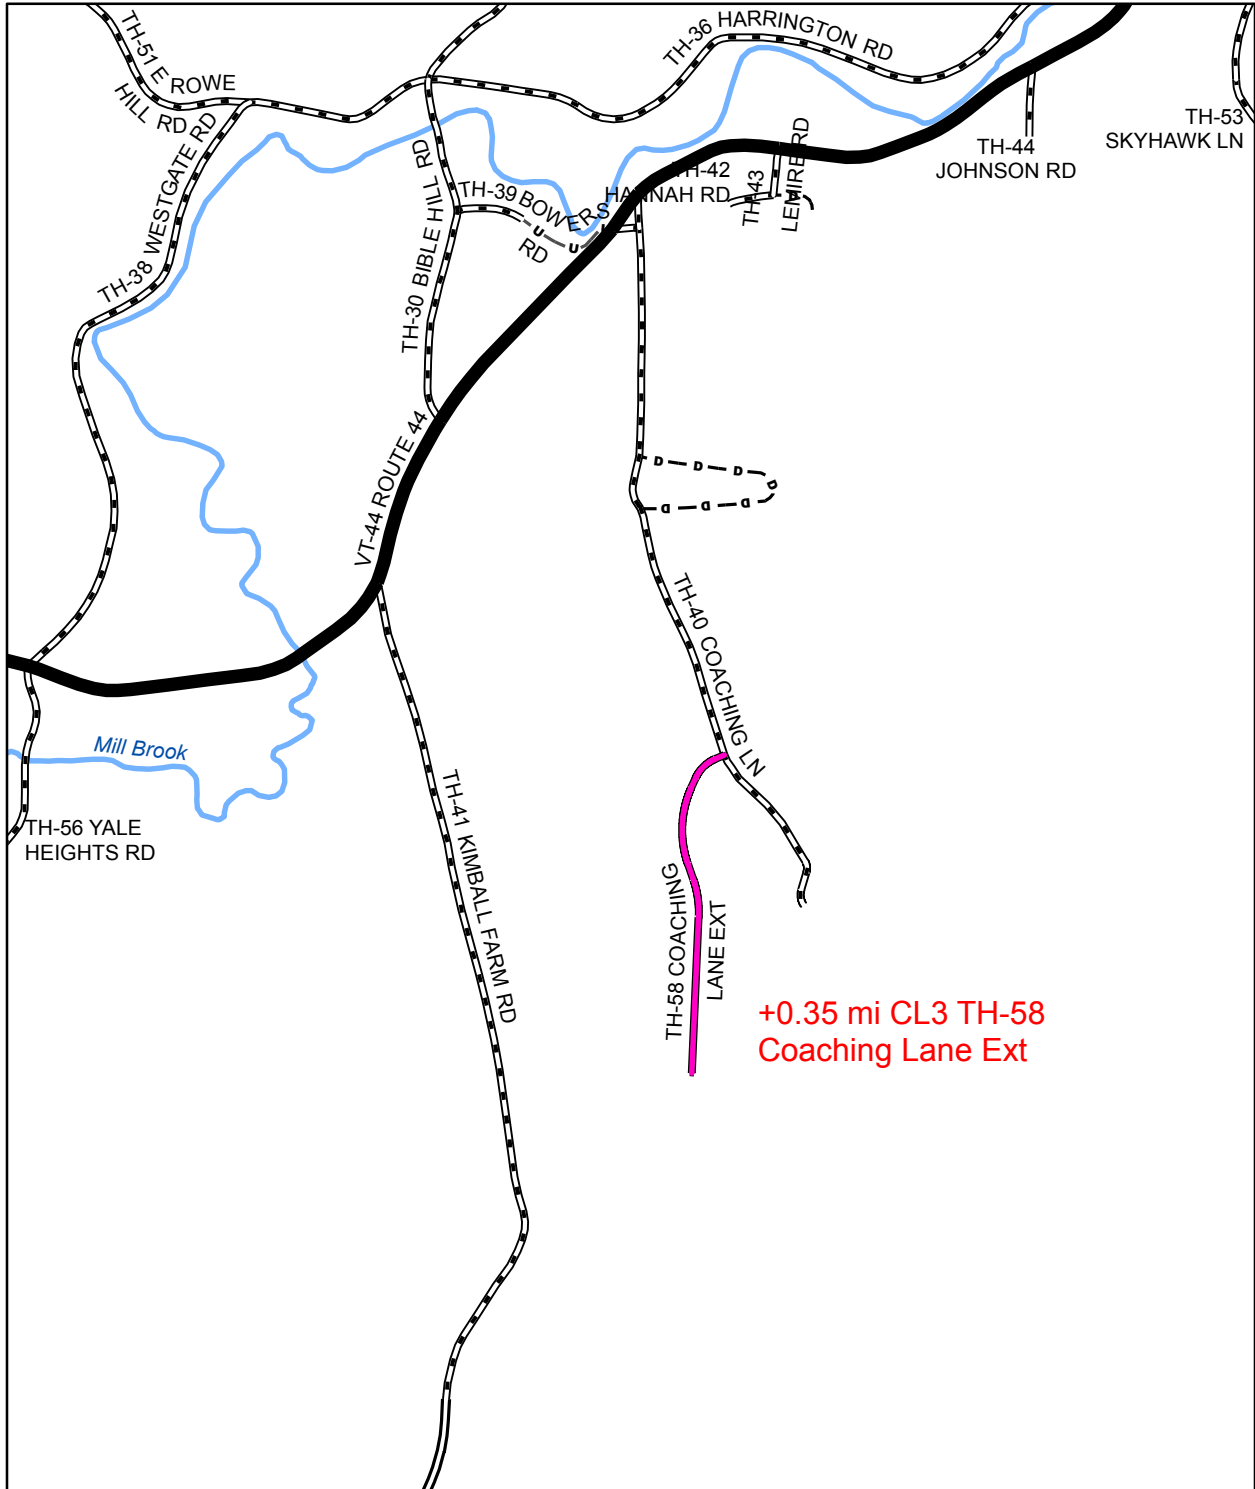 TH-51 E ROWE
HILL RD
TH-36 HARRINGTON RD
TH-53
SKYHAWK LN
TH-44
JOHNSON RD
TH-38 WESTGATE RD
TH-30 BIBLE HILL RD
TH-39 BOWERS
RD
TH-42
HANNAH RD
TH-43
LEMIRE RD
U
U
U
D
D
D
D
D
D
D
VT-44 ROUTE 44
TH-40 COACHING LN
Mill Brook
TH-56 YALE
HEIGHTS RD
TH-41 KIMBALL FARM RD
TH-58 COACHING
LANE EXT
+0.35 mi CL3 TH-58
Coaching Lane Ext